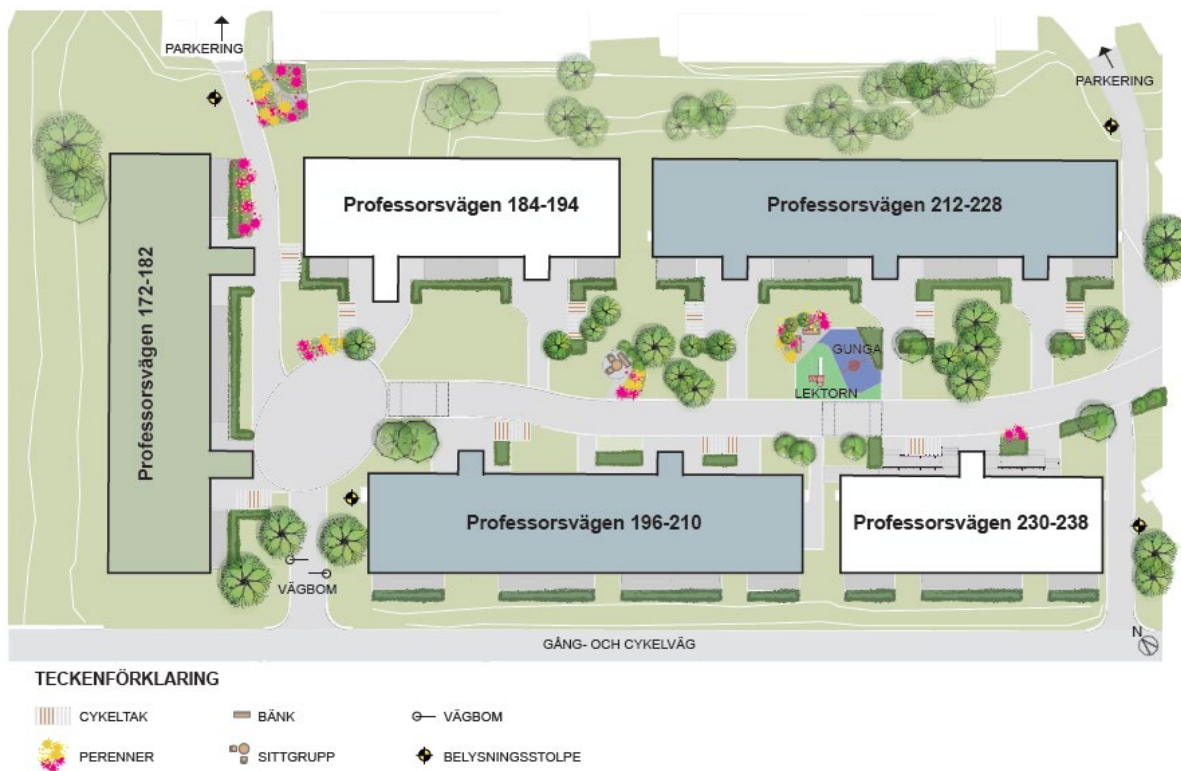 PARKERING
PARKERING
Professorsvägen 184-194
Professorsvägen 212-228
Professorsvägen 172-182
GUNGA
LEKTORN
Professorsvägen 196-210
Professorsvägen 230-238
VÄGBOM
GÅNG- OCH CYKELVÄG
N
TECKENFÖRKLARING
CYKELTAK
BÄNK
VÄGBOM
PERENNER
SITTGRUPP
BELYSNINGSSTOLPE